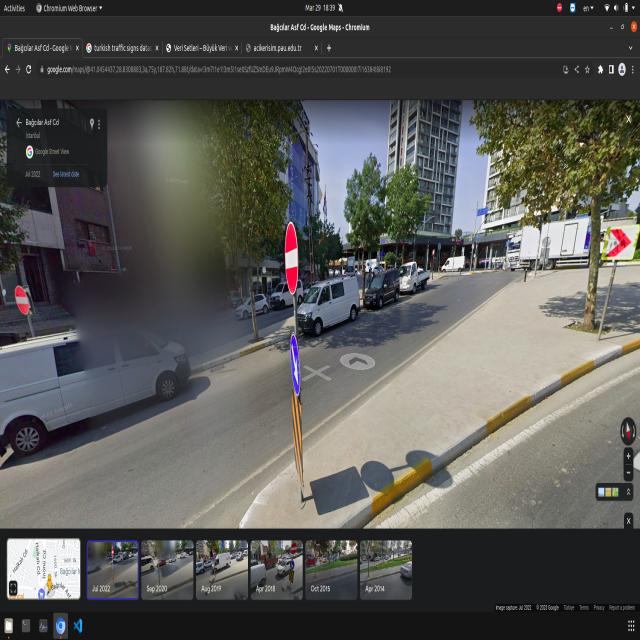 Activities
Chromium Web Browser
Mar 29 18:39
en
Bağcılar Asf Cd - Google Maps - Chromium
Bağcılar Asf Cd - Google
turkish traffic signs datas
Veri Setleri – Büyük Veri v
acikerisim.pau.edu.tr
Bağcılar Asf Cd
İstanbul
Google Street View
Jul 2022
See latest date
Jul 2022
Sep 2020
Aug 2019
Apr 2018
Oct 2015
Apr 2014
Image capture: Jul 2022 © 2023 Google Türkiye Terms Privacy Report a problem